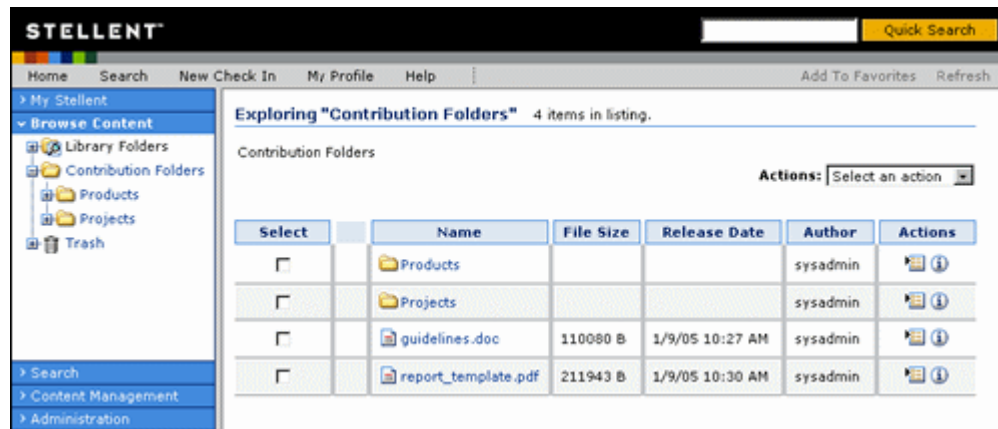 STELLENT™
Quick Search
Home Search New Check In My Profile Help Add To Favorites Refresh
> My Stellent
Browse Content
Library Folders
Contribution Folders
Products
Projects
Trash
> Search
> Content Management
> Administration
Exploring "Contribution Folders" 4 items in listing.
Contribution Folders
Actions: Select an action
Select Name File Size Release Date Author Actions
Products sysadmin
Projects sysadmin
guidelines.doc 110080 B 1/9/05 10:27 AM sysadmin
report_template.pdf 211943 B 1/9/05 10:30 AM sysadmin